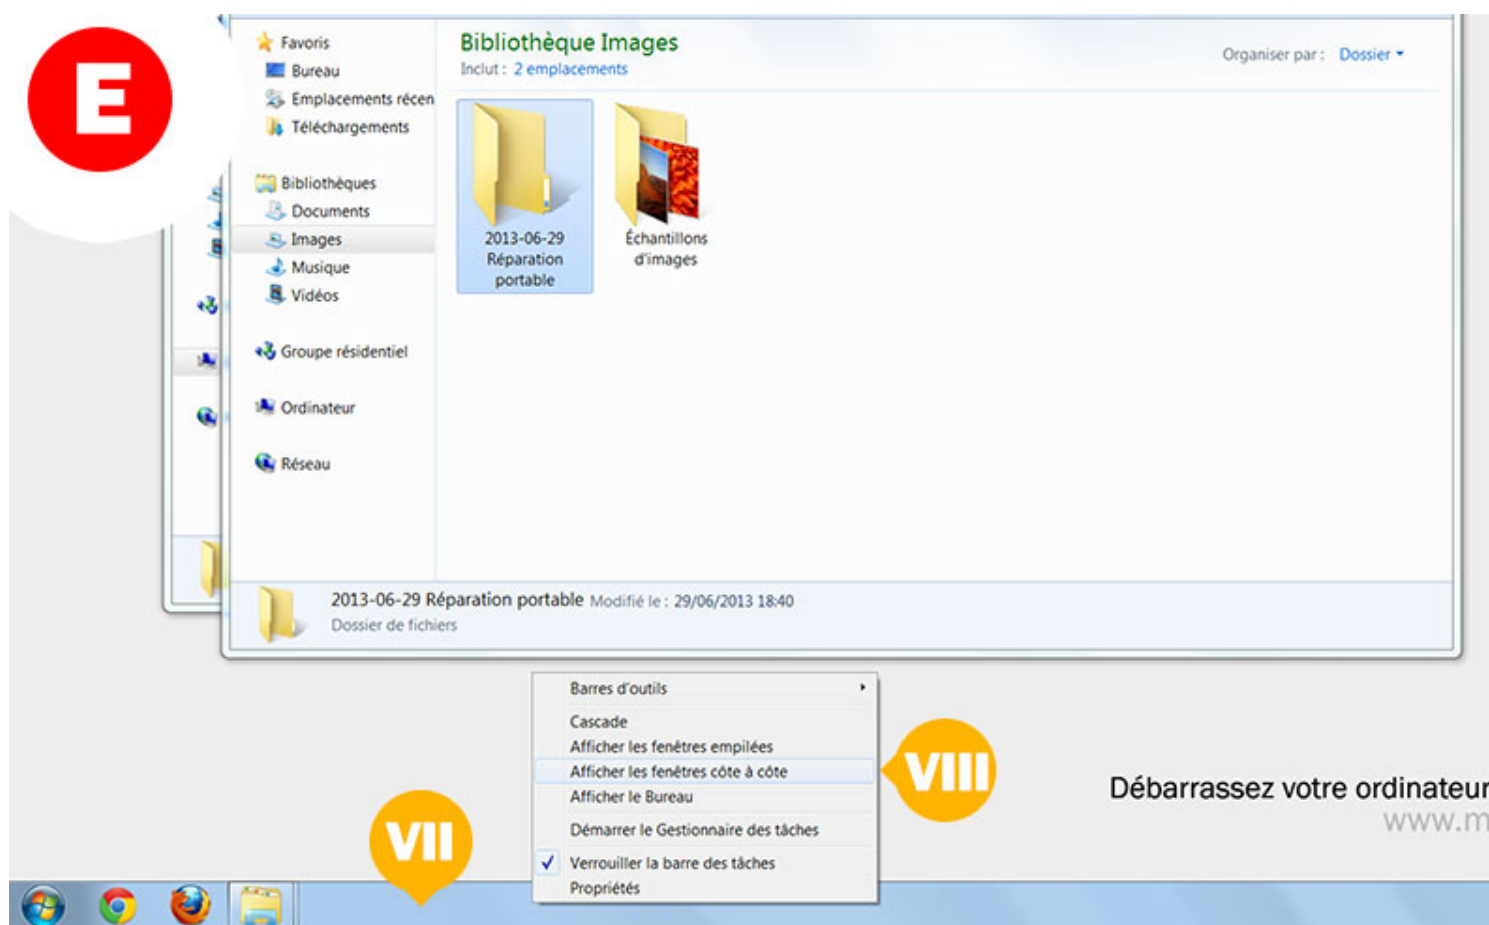 E
Favoris
Bureau
Emplacements récen
Téléchargements
Bibliothèques
Documents
Images
Musique
Vidéos
Groupe résidentiel
Ordinateur
Réseau
Bibliothèque Images
Inclut : 2 emplacements
Organiser par : Dossier
2013-06-29
Réparation
portable
Échantillons
d'images
2013-06-29 Réparation portable Modifié le : 29/06/2013 18:40
Dossier de fichiers
Barres d'outils
Cascade
Afficher les fenêtres empilées
Afficher les fenêtres côte à côte
Afficher le Bureau
Démarrer le Gestionnaire des tâches
Verrouiller la barre des tâches
Propriétés
VII
VIII
Débarrassez votre ordinateur
www.m